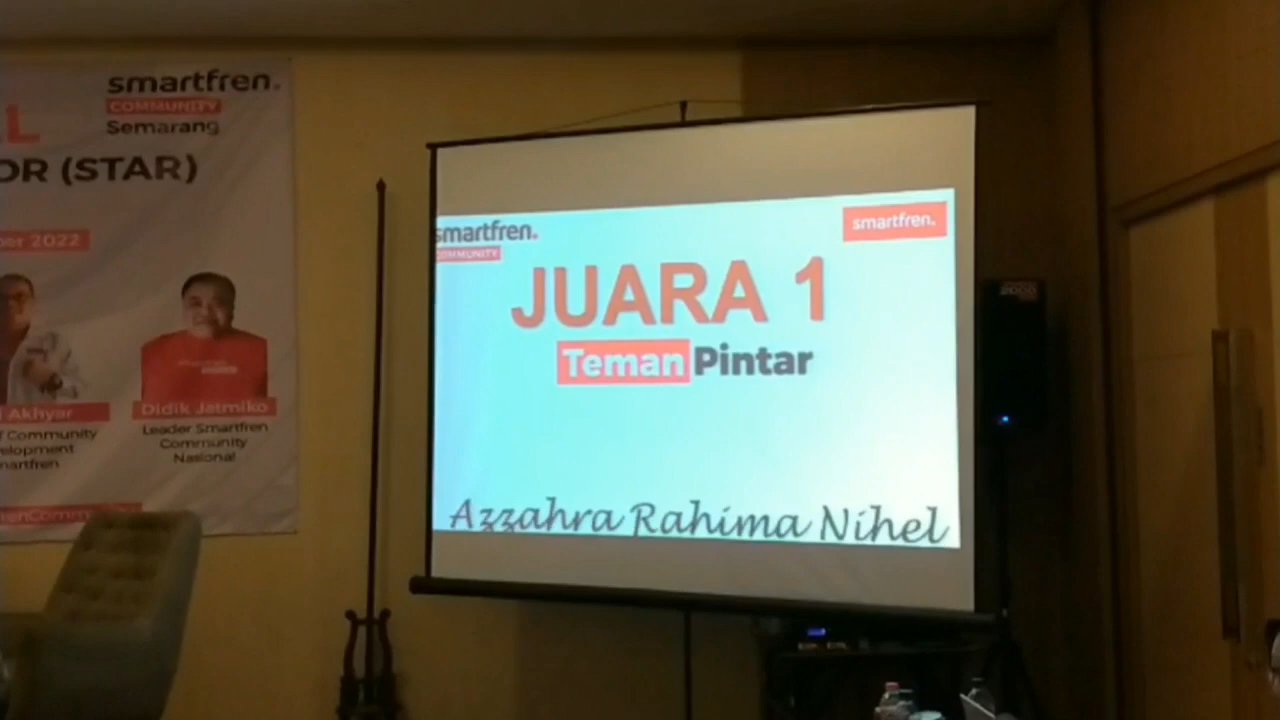 smartfren.
COMMUNITY
Semarang
L
OR (STAR)
ber 2022
Akhyar
Community
elopment
martfren
Didik Jatmiko
Leader Smartfren
Community
Nasional
smartfren.
COMMUNITY
smartfren.
JUARA 1
Teman Pintar
Azzahra Rahima Nihel